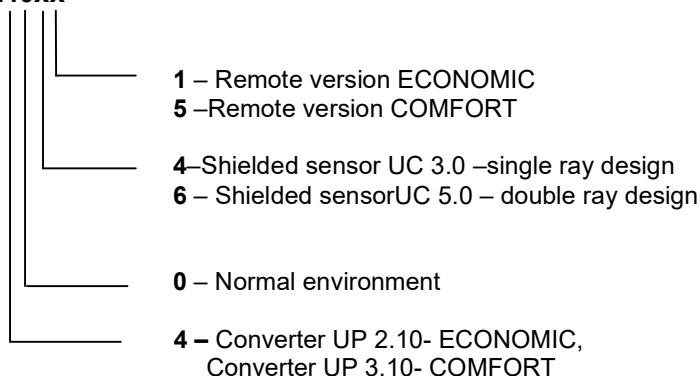 1 – Remote version ECONOMIC
5 –Remote version COMFORT
4–Shielded sensor UC 3.0 –single ray design
6 – Shielded sensorUC 5.0 – double ray design
0 – Normal environment
4 – Converter UP 2.10- ECONOMIC,
Converter UP 3.10- COMFORT